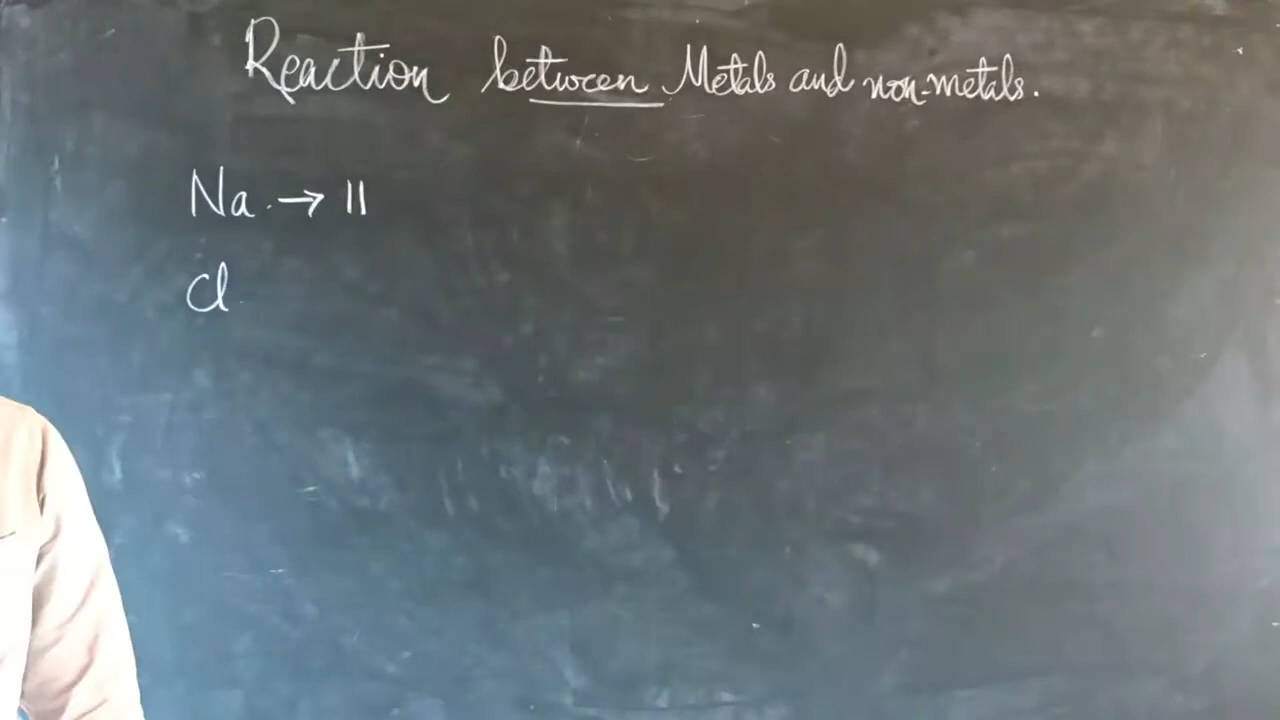 Reaction between Metals and non-metals.
Na → 11
Cl